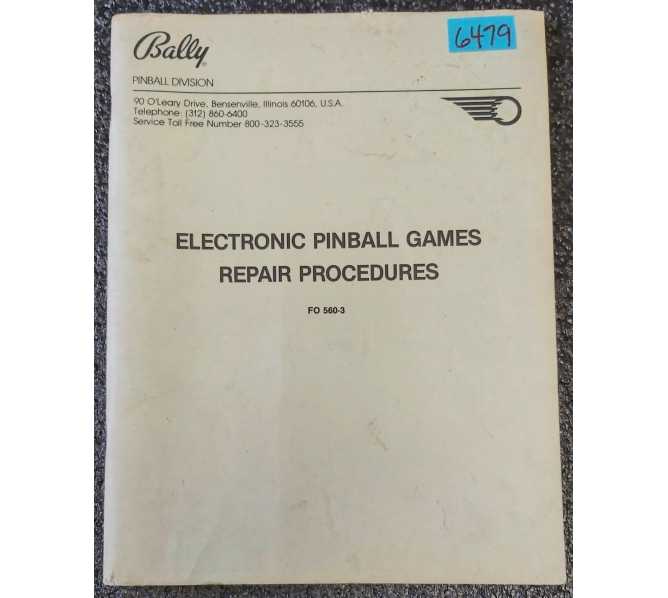 Bally
6479
PINBALL DIVISION
90 O'Leary Drive, Bensenville, Illinois 60106, U.S.A.
Telephone: (312) 860-6400
Service Toll Free Number 800-323-3555
ELECTRONIC PINBALL GAMES
REPAIR PROCEDURES
FO 560-3